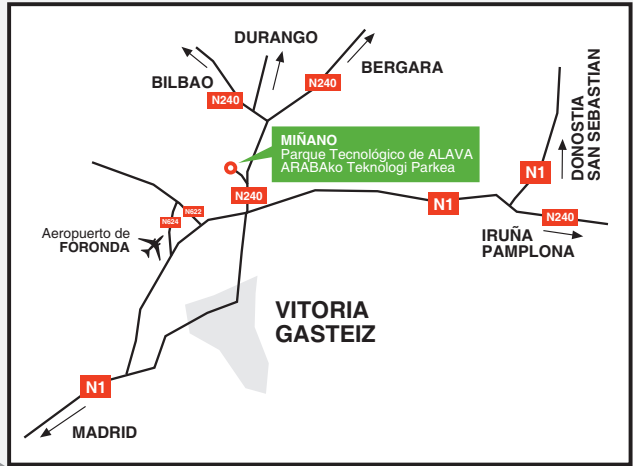 DURANGO
BERGARA
BILBAO
N240
N240
MIÑANO
Parque Tecnológico de ALAVA
ARABAko Teknologi Parkea
DONOSTIA
SAN SEBASTIAN
N1
N240
N1
N622
N624
N240
Aeropuerto de
FORONDA
IRUÑA
PAMPLONA
VITORIA
GASTEIZ
N1
MADRID